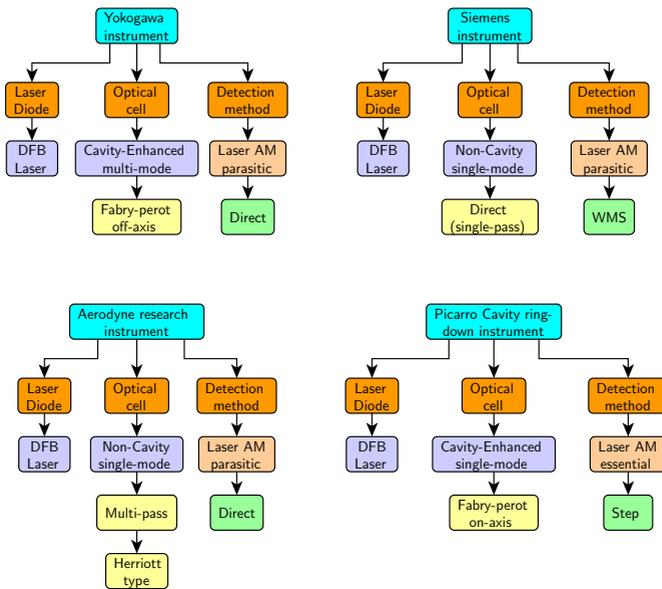 Yokogawa
instrument
Laser
Diode
Optical
cell
Detection
method
DFB
Laser
Cavity-Enhanced
multi-mode
Laser AM
parasitic
Fabry-perot
off-axis
Direct
Siemens
instrument
Laser
Diode
Optical
cell
Detection
method
DFB
Laser
Non-Cavity
single-mode
Laser AM
parasitic
Direct
(single-pass)
WMS
Aerodyne research
instrument
Laser
Diode
Optical
cell
Detection
method
DFB
Laser
Non-Cavity
single-mode
Laser AM
parasitic
Multi-pass
Direct
Herriott
type
Picarro Cavity ring-
down instrument
Laser
Diode
Optical
cell
Detection
method
DFB
Laser
Cavity-Enhanced
single-mode
Laser AM
essential
Fabry-perot
on-axis
Step